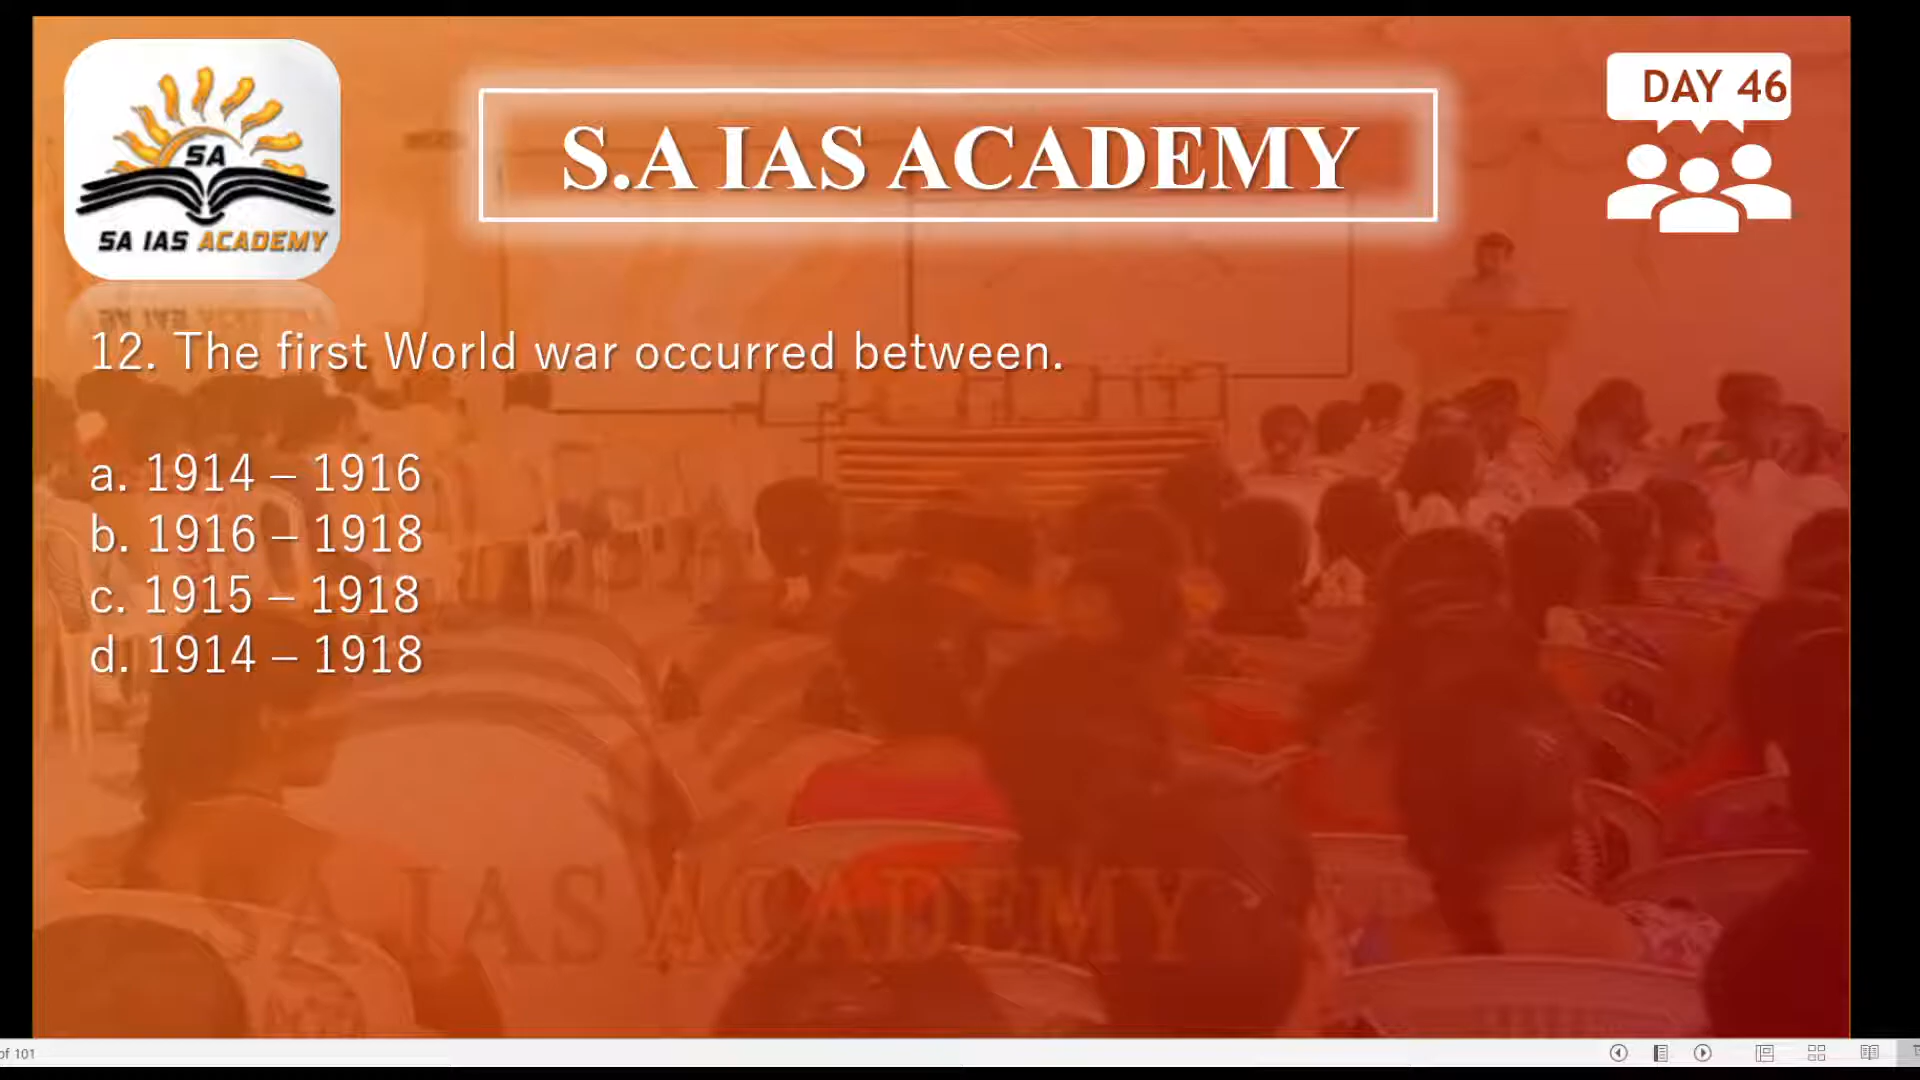 SA
SA IAS ACADEMY
S.A IAS ACADEMY
DAY 46
12. The first World war occurred between.
a. 1914 – 1916
b. 1916 – 1918
c. 1915 – 1918
d. 1914 – 1918
SA IAS ACADEMY
of 101